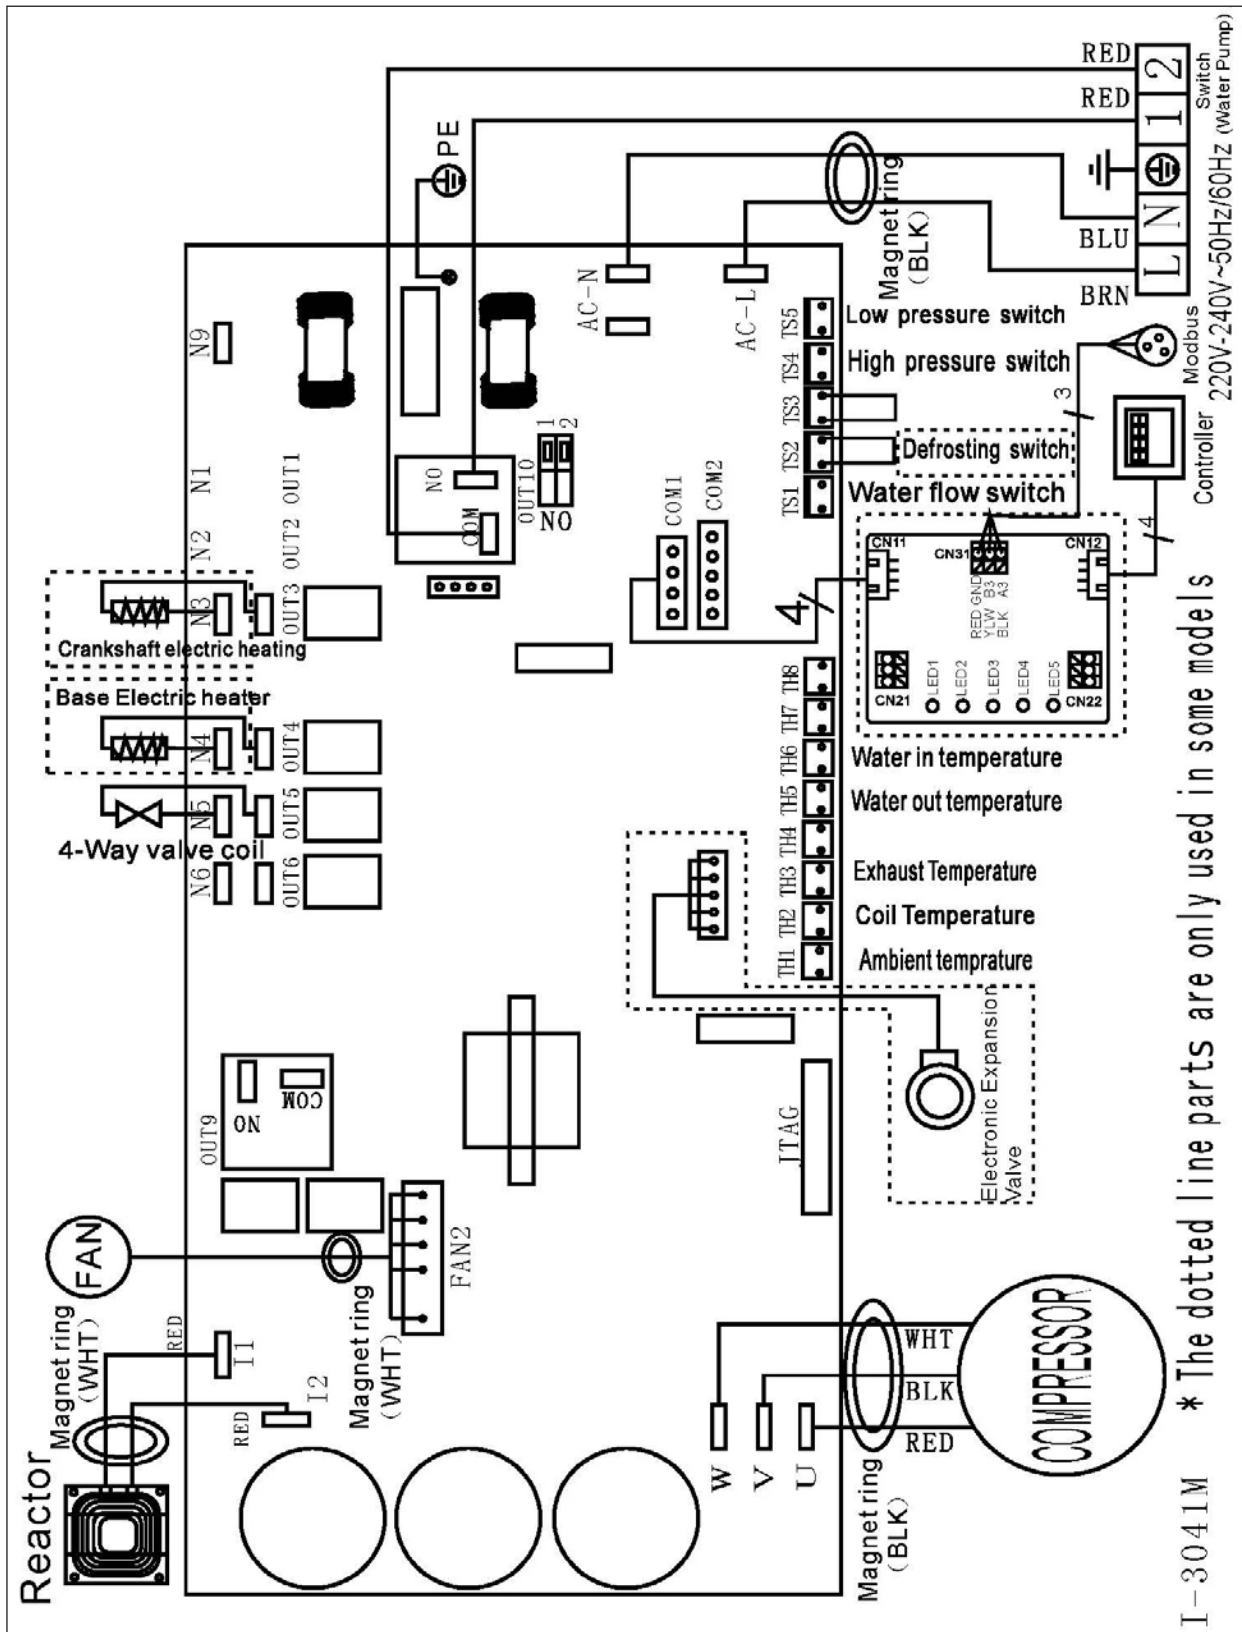 Reactor
Magnet ring
(WHT)
RED
RED
I1
I2
FAN
Magnet ring
(WHT)
FAN2
OUT9
NO
COM
N6
OUT6
4-Way valve coil
N5
OUT5
Base Electric heater
N4
OUT4
Crankshaft electric heating
N3
OUT3
N2
OUT2
N1
OUT1
N9
COM
NO
OUT10
NO
1
2
PE
AC-N
AC-L
COM1
COM2
JTAG
TH1
TH2
TH3
TH4
TH5
TH6
TH7
TH8
TS1
TS2
TS3
TS4
TS5
Ambient temprature
Coil Temperature
Exhaust Temperature
Water out temperature
Water in temperature
Water flow switch
Defrosting switch
High pressure switch
Low pressure switch
W
V
U
Magnet ring
(BLK)
WHT
BLK
RED
COMPRESSOR
Electronic Expansion
Valve
4
CN11
CN31
CN12
RED GND
YLW B3
BLK A3
CN21
CN22
LED1
LED2
LED3
LED4
LED5
3
4
Controller
Modbus
Magnet ring
(BLK)
BRN
BLU
RED
RED
L
N
1
2
Switch
(Water Pump)
220V-240V~50Hz/60Hz
I-3041M
* The dotted line parts are only used in some models